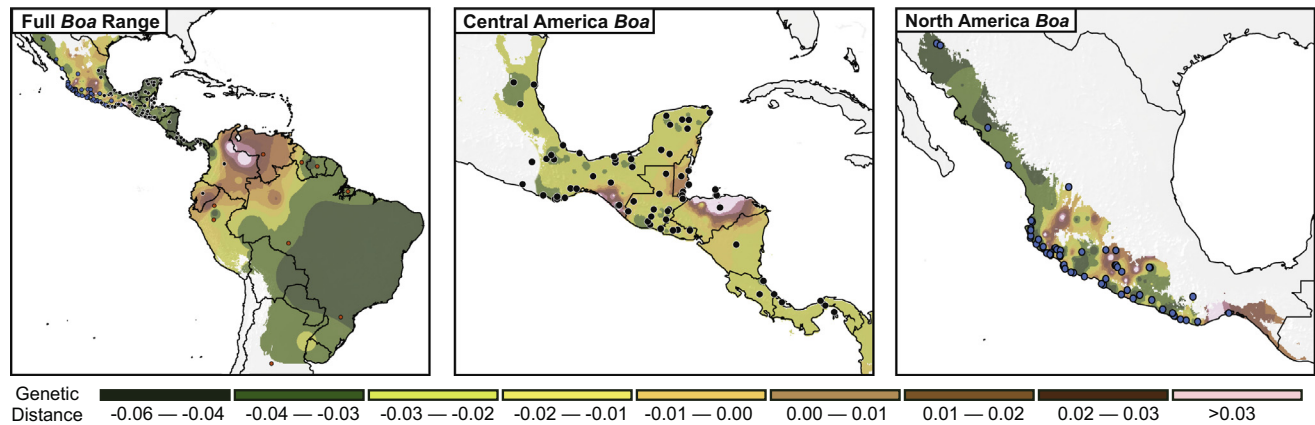 Full Boa Range
Central America Boa
North America Boa
Genetic
Distance
-0.06 — -0.04
-0.04 — -0.03
-0.03 — -0.02
-0.02 — -0.01
-0.01 — 0.00
0.00 — 0.01
0.01 — 0.02
0.02 — 0.03
>0.03